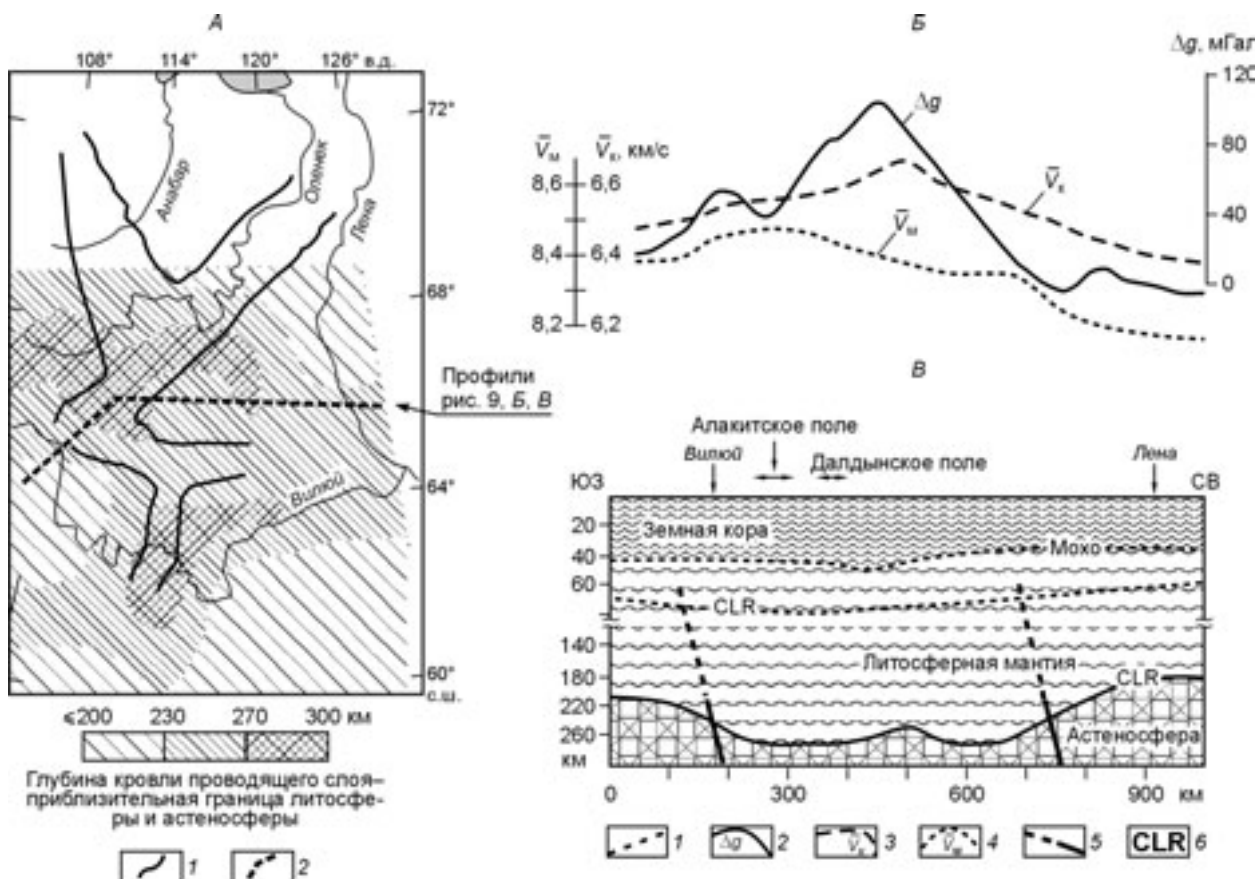 А
108° 114° 120° 126° в.д.
72°
Анабар
Оленек
Лена
68°
Профили
рис. 9, Б, В
64°
Вилюй
60°
с.ш.
⩽200 230 270 300 км
Глубина кровли проводящего слоя–
приблизительная граница литосфе-
ры и астеносферы
1 2
Б
Δg, мГал
120
80
40
0
V̅м V̅к, км/с
8,6 6,6
8,4 6,4
8,2 6,2
Δg
V̅к
V̅м
В
Алакитское поле
Вилюй Далдынское поле Лена
ЮЗ СВ
20
40
60
140
180
220
260
км
Земная кора
Мохо
CLR
Литосферная мантия
CLR
Астеносфера
0 300 600 900 км
1 Δg 2 V̅к 3 V̅м 4 5 CLR 6